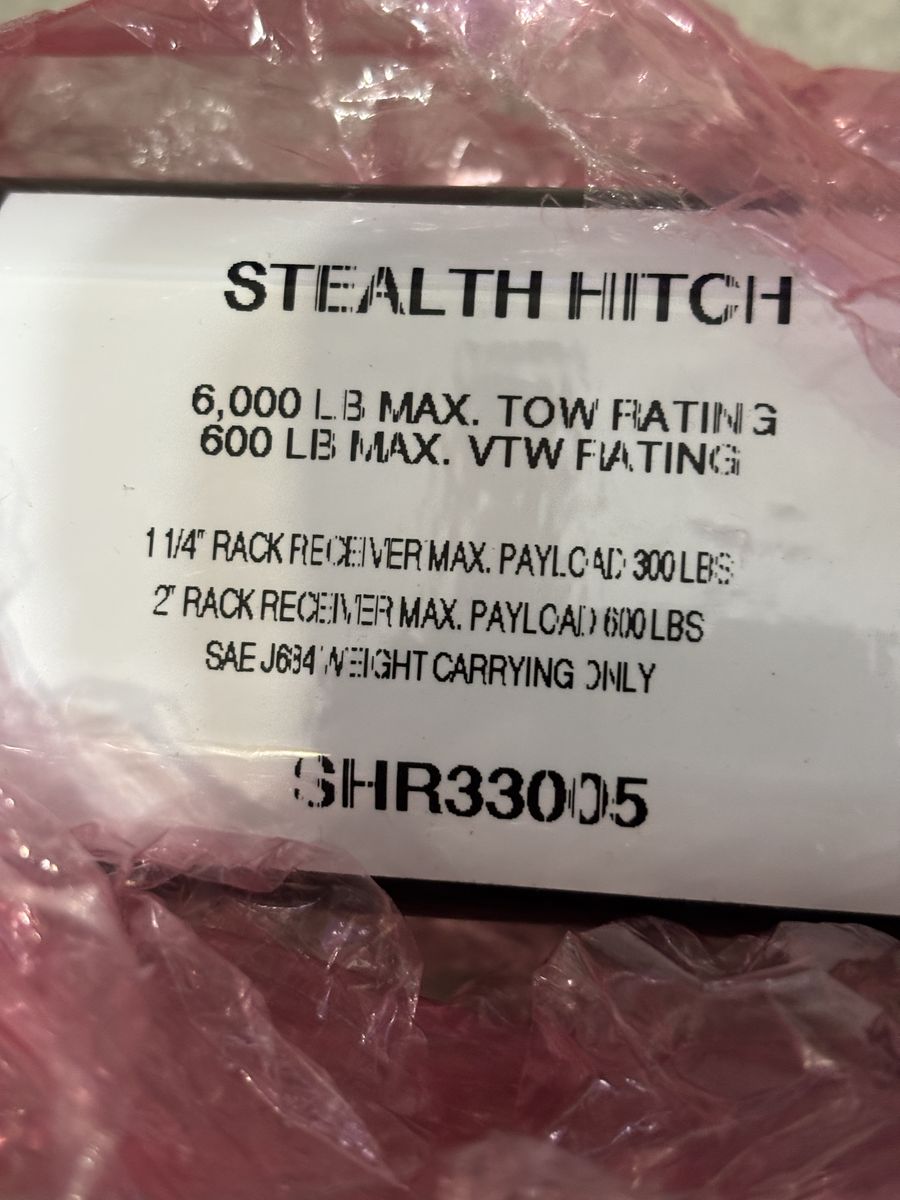 STEALTH HITCH
6,000 LB MAX. TOW RATING
600 LB MAX. VTW RATING
1 1/4" RACK RECEIVER MAX. PAYLOAD 300 LBS
2" RACK RECEIVER MAX. PAYLOAD 600 LBS
SAE J684 WEIGHT CARRYING ONLY
SHR33005